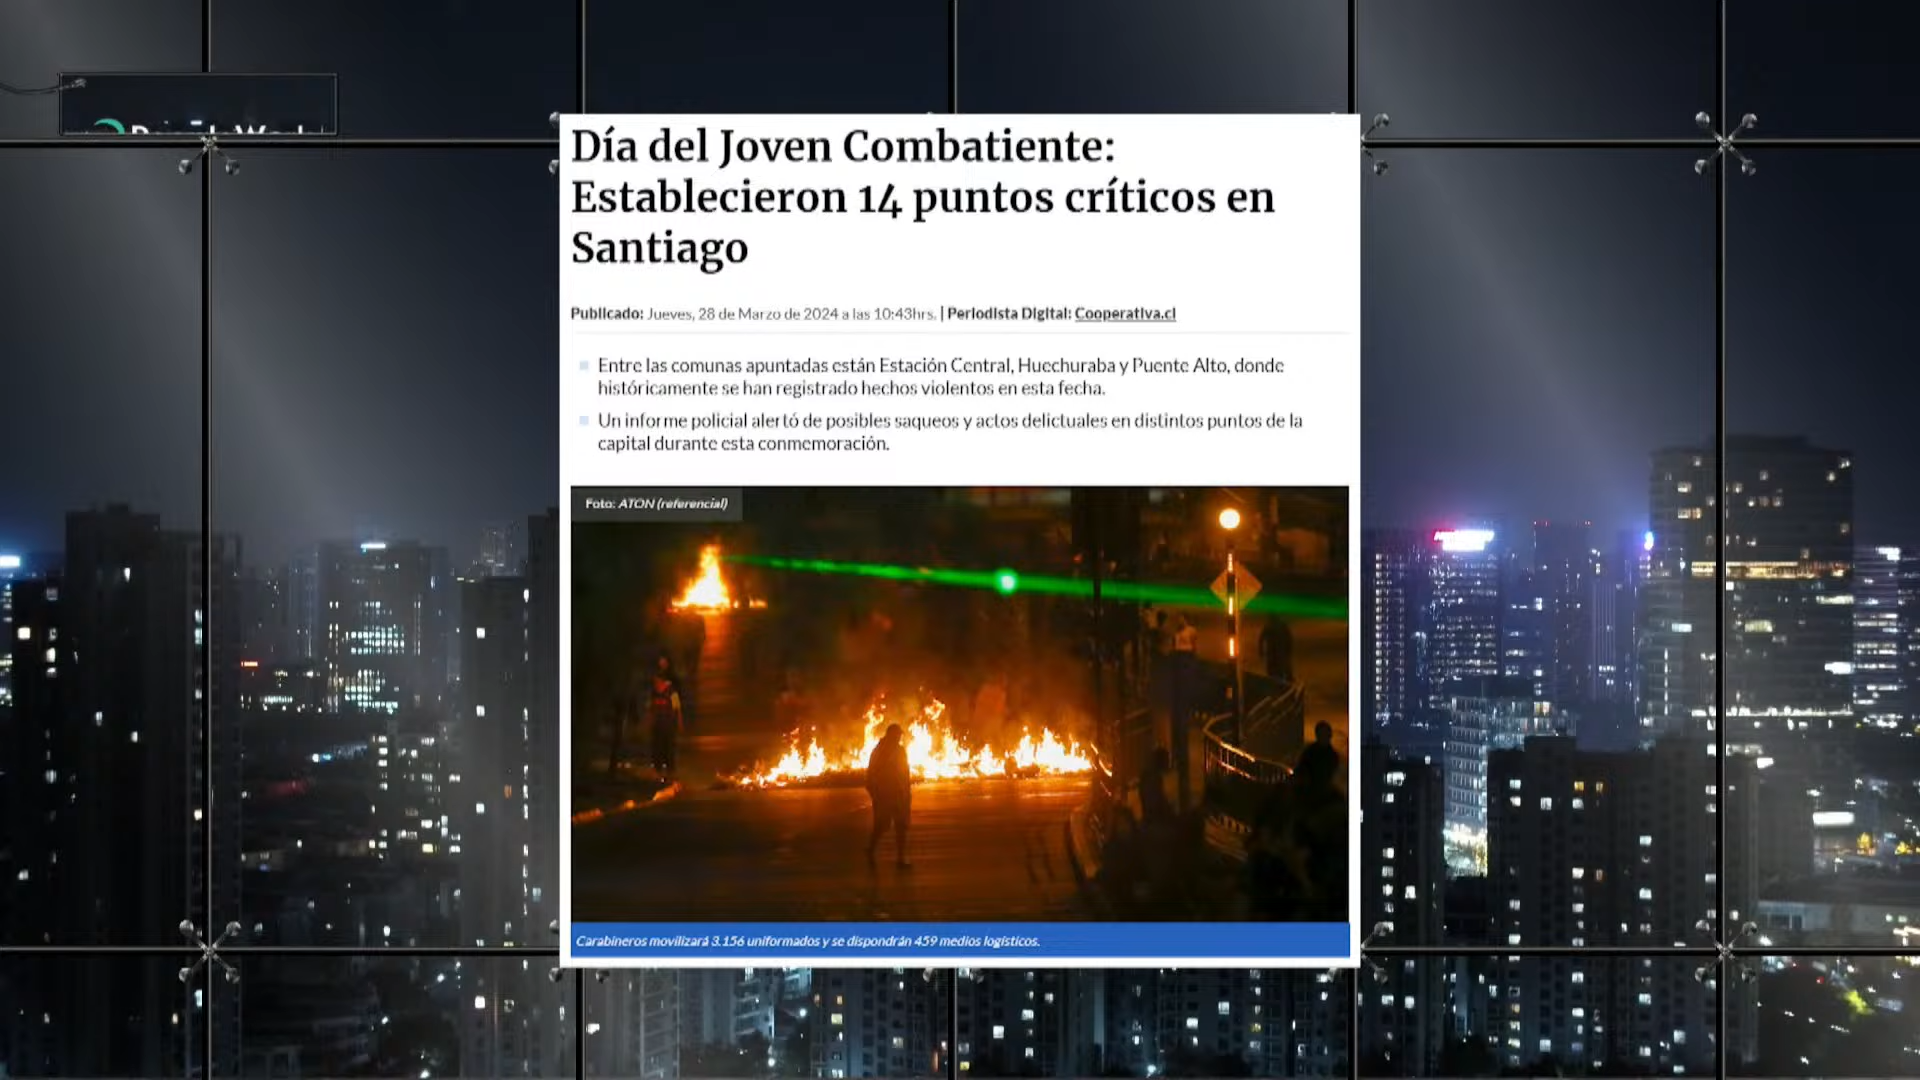 Día del Joven Combatiente:
Establecieron 14 puntos críticos en
Santiago
Publicado: Jueves, 28 de Marzo de 2024 a las 10:43hrs. | Periodista Digital: Cooperativa.cl
Entre las comunas apuntadas están Estación Central, Huechuraba y Puente Alto, donde
históricamente se han registrado hechos violentos en esta fecha.
Un informe policial alertó de posibles saqueos y actos delictuales en distintos puntos de la
capital durante esta conmemoración.
Foto: ATON (referencial)
Carabineros movilizará 3.156 uniformados y se dispondrán 459 medios logísticos.